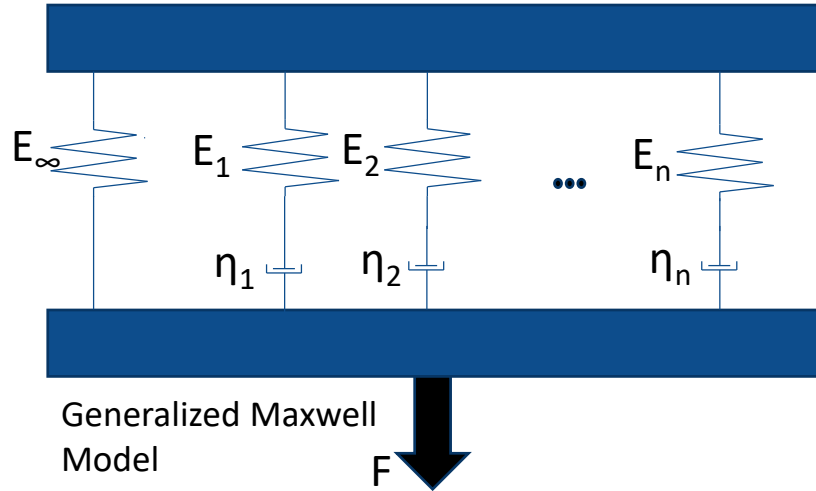 E∞
E₁
E₂
Eₙ
η₁
η₂
ηₙ
Generalized Maxwell
Model
F